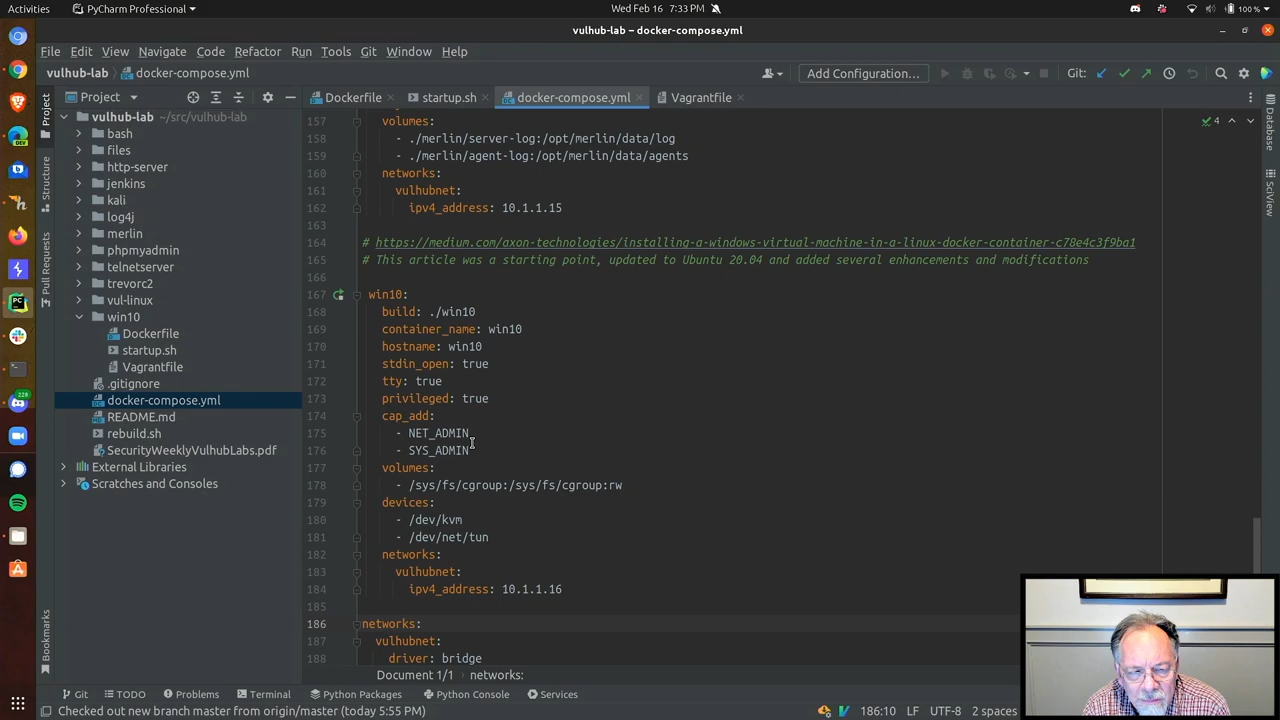 Activities
PyCharm Professional
Wed Feb 16 7:33 PM
100 %
vulhub-lab – docker-compose.yml
File Edit View Navigate Code Refactor Run Tools Git Window Help
vulhub-lab docker-compose.yml
Add Configuration...
Git:
Project
Dockerfile
startup.sh
docker-compose.yml
Vagrantfile
Project
Structure
Pull Requests
Bookmarks
Database
SciView
4
228
DEV
vulhub-lab ~/src/vulhub-lab
bash
files
http-server
jenkins
kali
log4j
merlin
phpmyadmin
telnetserver
trevorc2
vul-linux
win10
Dockerfile
startup.sh
Vagrantfile
.gitignore
docker-compose.yml
README.md
rebuild.sh
SecurityWeeklyVulhubLabs.pdf
External Libraries
Scratches and Consoles
157 volumes:
158 - ./merlin/server-log:/opt/merlin/data/log
159 - ./merlin/agent-log:/opt/merlin/data/agents
160 networks:
161 vulhubnet:
162 ipv4_address: 10.1.1.15
163
164 # https://medium.com/axon-technologies/installing-a-windows-virtual-machine-in-a-linux-docker-container-c78e4c3f9ba1
165 # This article was a starting point, updated to Ubuntu 20.04 and added several enhancements and modifications
166
167 win10:
168 build: ./win10
169 container_name: win10
170 hostname: win10
171 stdin_open: true
172 tty: true
173 privileged: true
174 cap_add:
175 - NET_ADMIN
176 - SYS_ADMIN
177 volumes:
178 - /sys/fs/cgroup:/sys/fs/cgroup:rw
179 devices:
180 - /dev/kvm
181 - /dev/net/tun
182 networks:
183 vulhubnet:
184 ipv4_address: 10.1.1.16
185
186 networks:
187 vulhubnet:
188 driver: bridge
Document 1/1 networks:
Git TODO Problems Terminal Python Packages Python Console Services
Checked out new branch master from origin/master (today 5:55 PM)
186:10 LF UTF-8 2 spaces